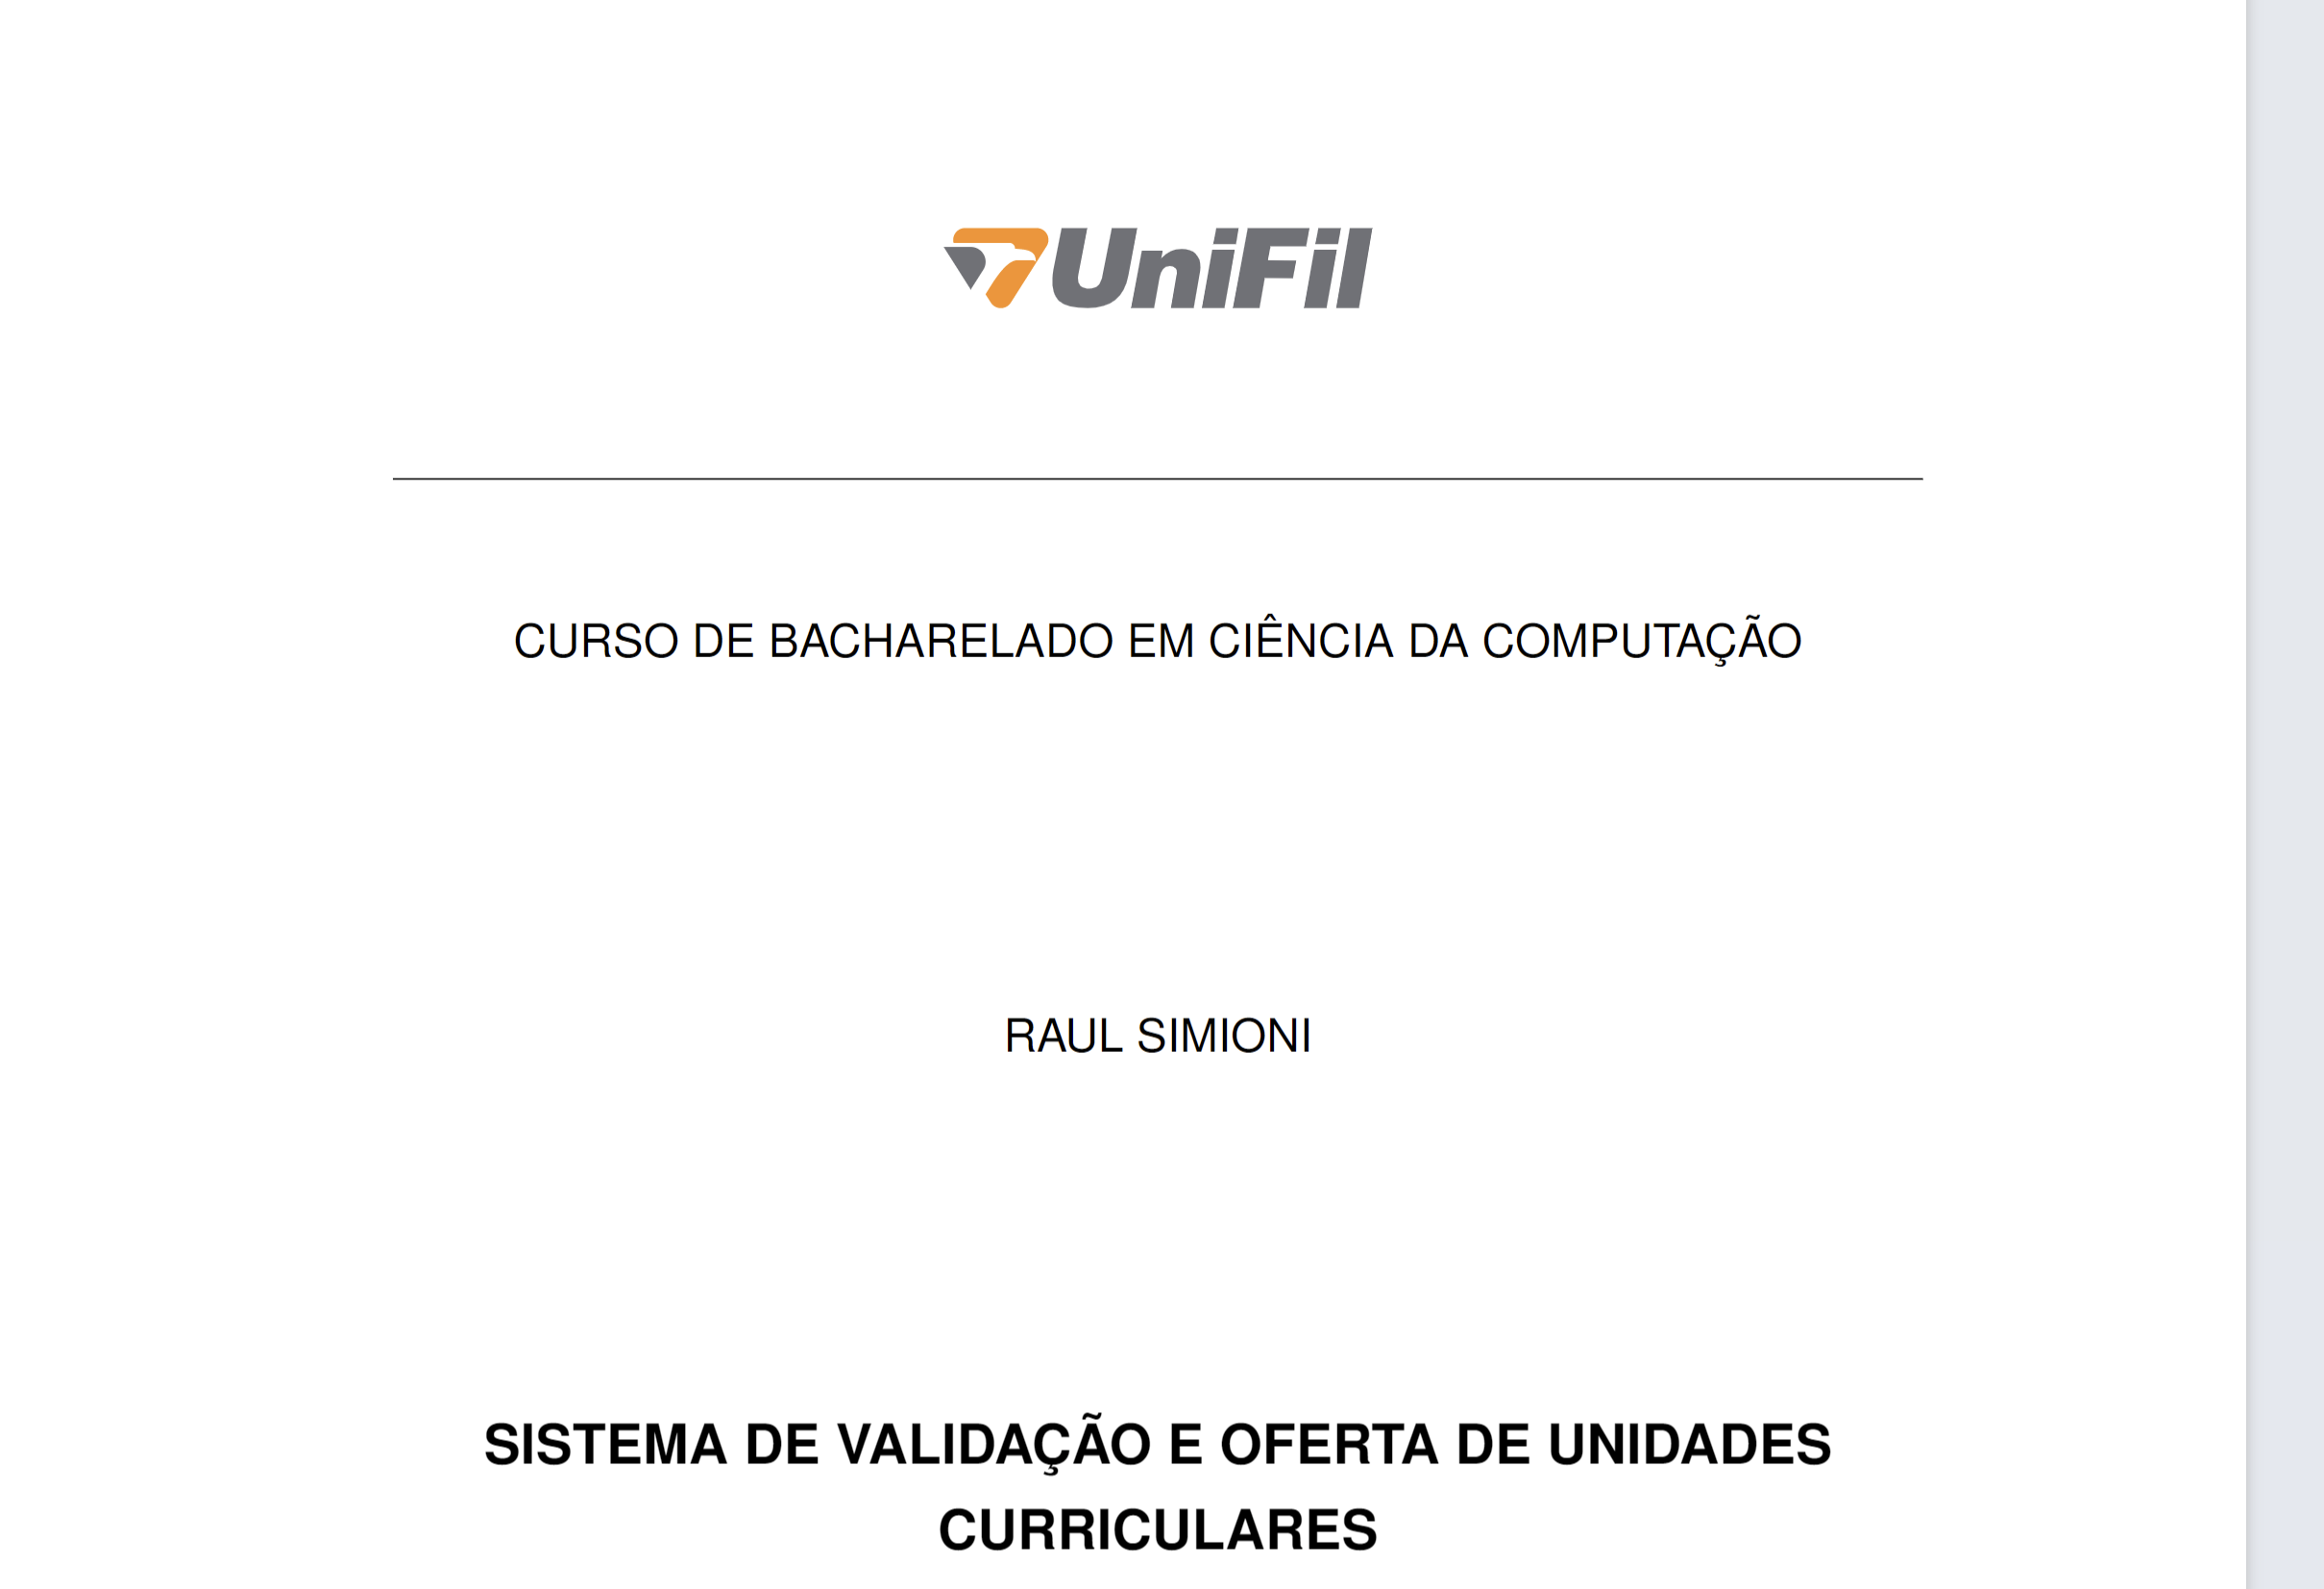 UniFil
CURSO DE BACHARELADO EM CIÊNCIA DA COMPUTAÇÃO
RAUL SIMIONI
SISTEMA DE VALIDAÇÃO E OFERTA DE UNIDADES
CURRICULARES